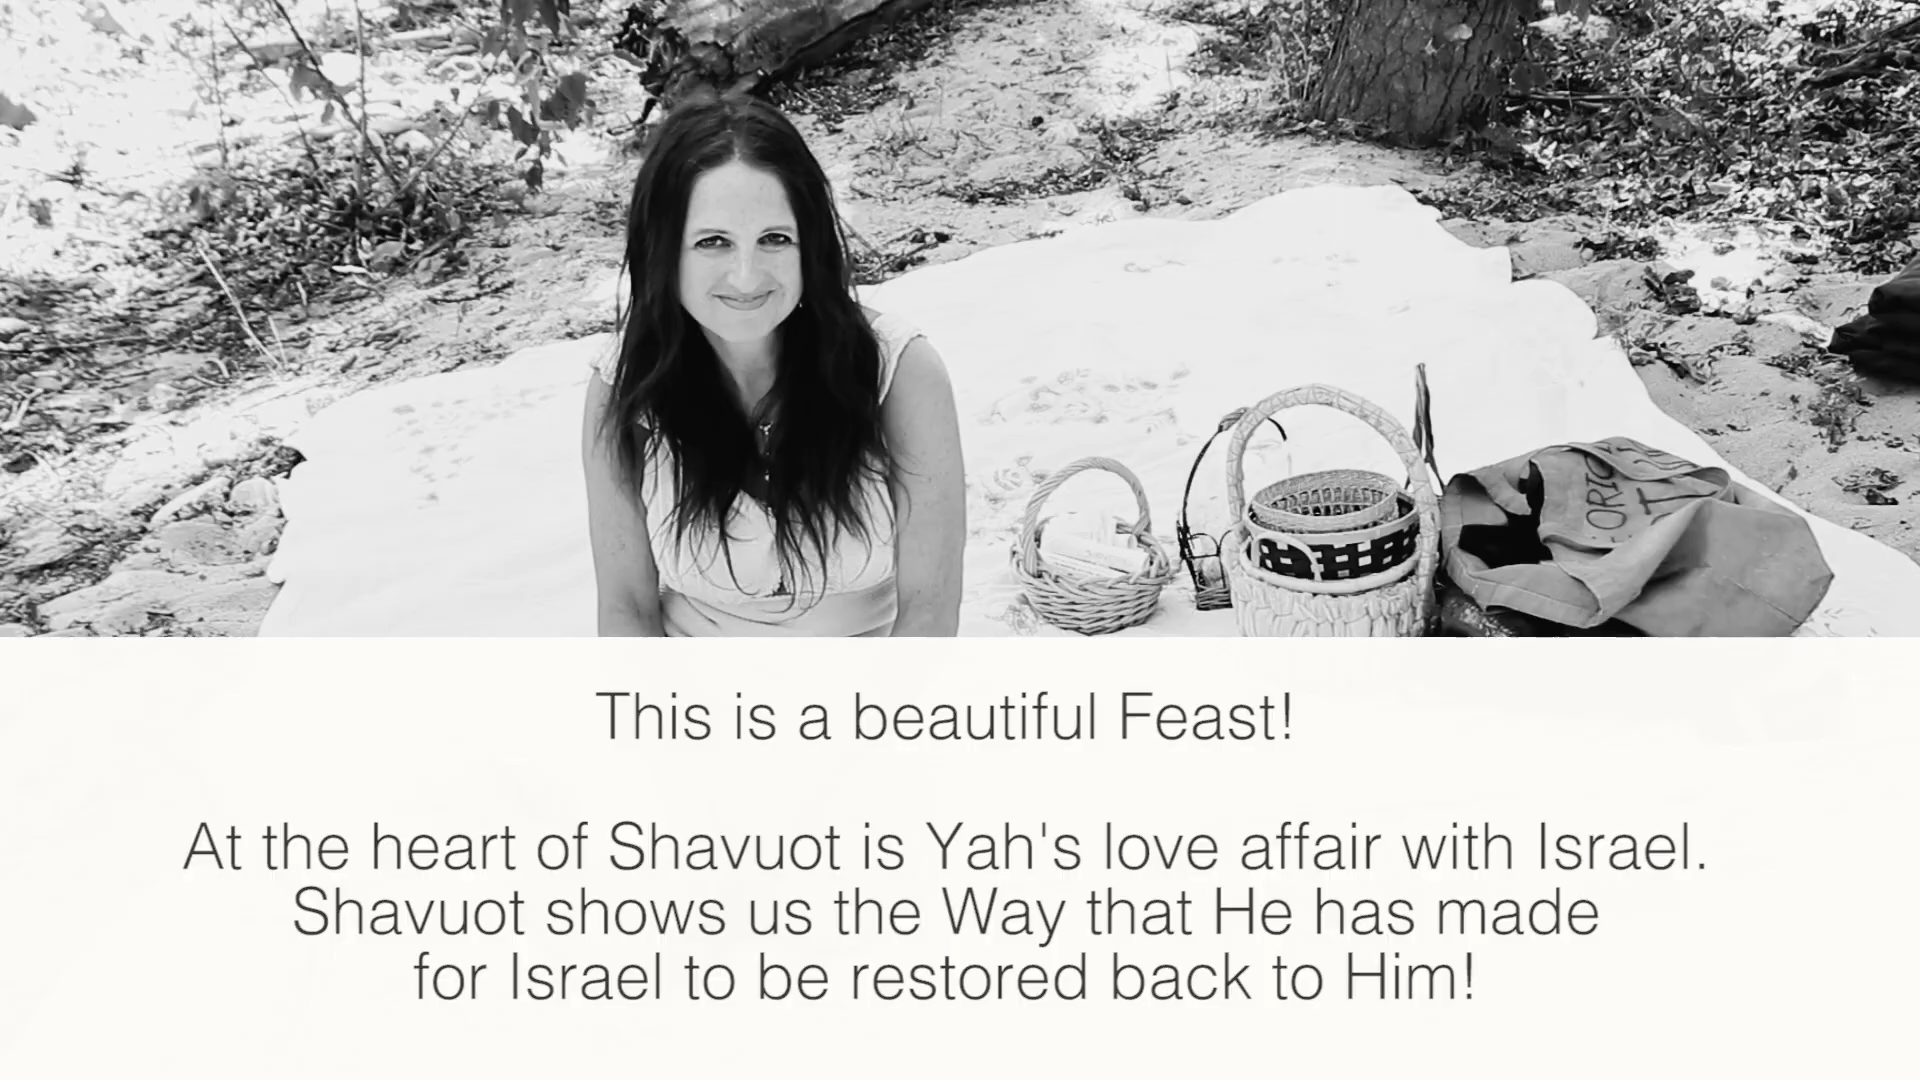 This is a beautiful Feast!
At the heart of Shavuot is Yah's love affair with Israel.
Shavuot shows us the Way that He has made
for Israel to be restored back to Him!